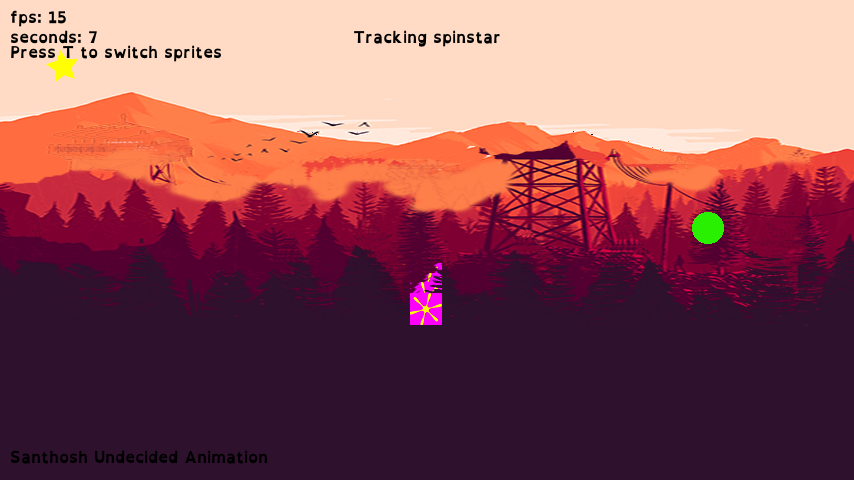 fps: 15
seconds: 7
Press T to switch sprites
Tracking spinstar
Santhosh Undecided Animation